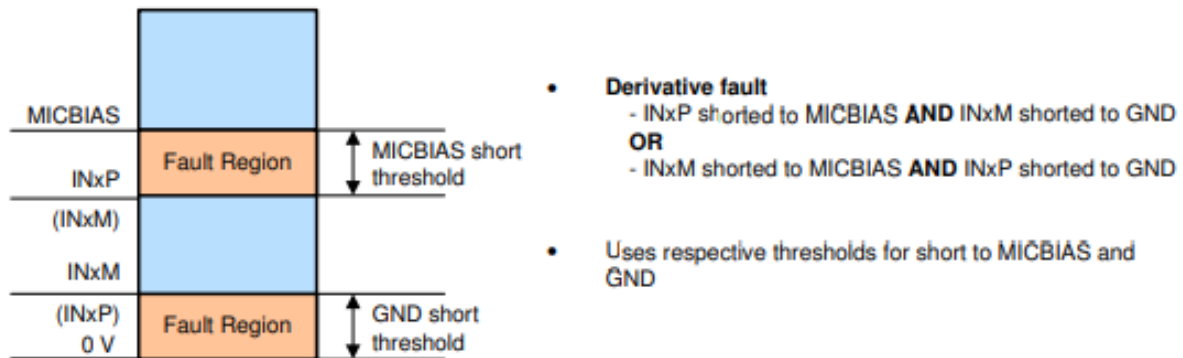 MICBIAS
INxP
(INxM)
INxM
(INxP)
0 V
Fault Region
Fault Region
MICBIAS short
threshold
GND short
threshold
• Derivative fault
- INxP shorted to MICBIAS AND INxM shorted to GND
OR
- INxM shorted to MICBIAS AND INxP shorted to GND
• Uses respective thresholds for short to MICBIAS and
GND